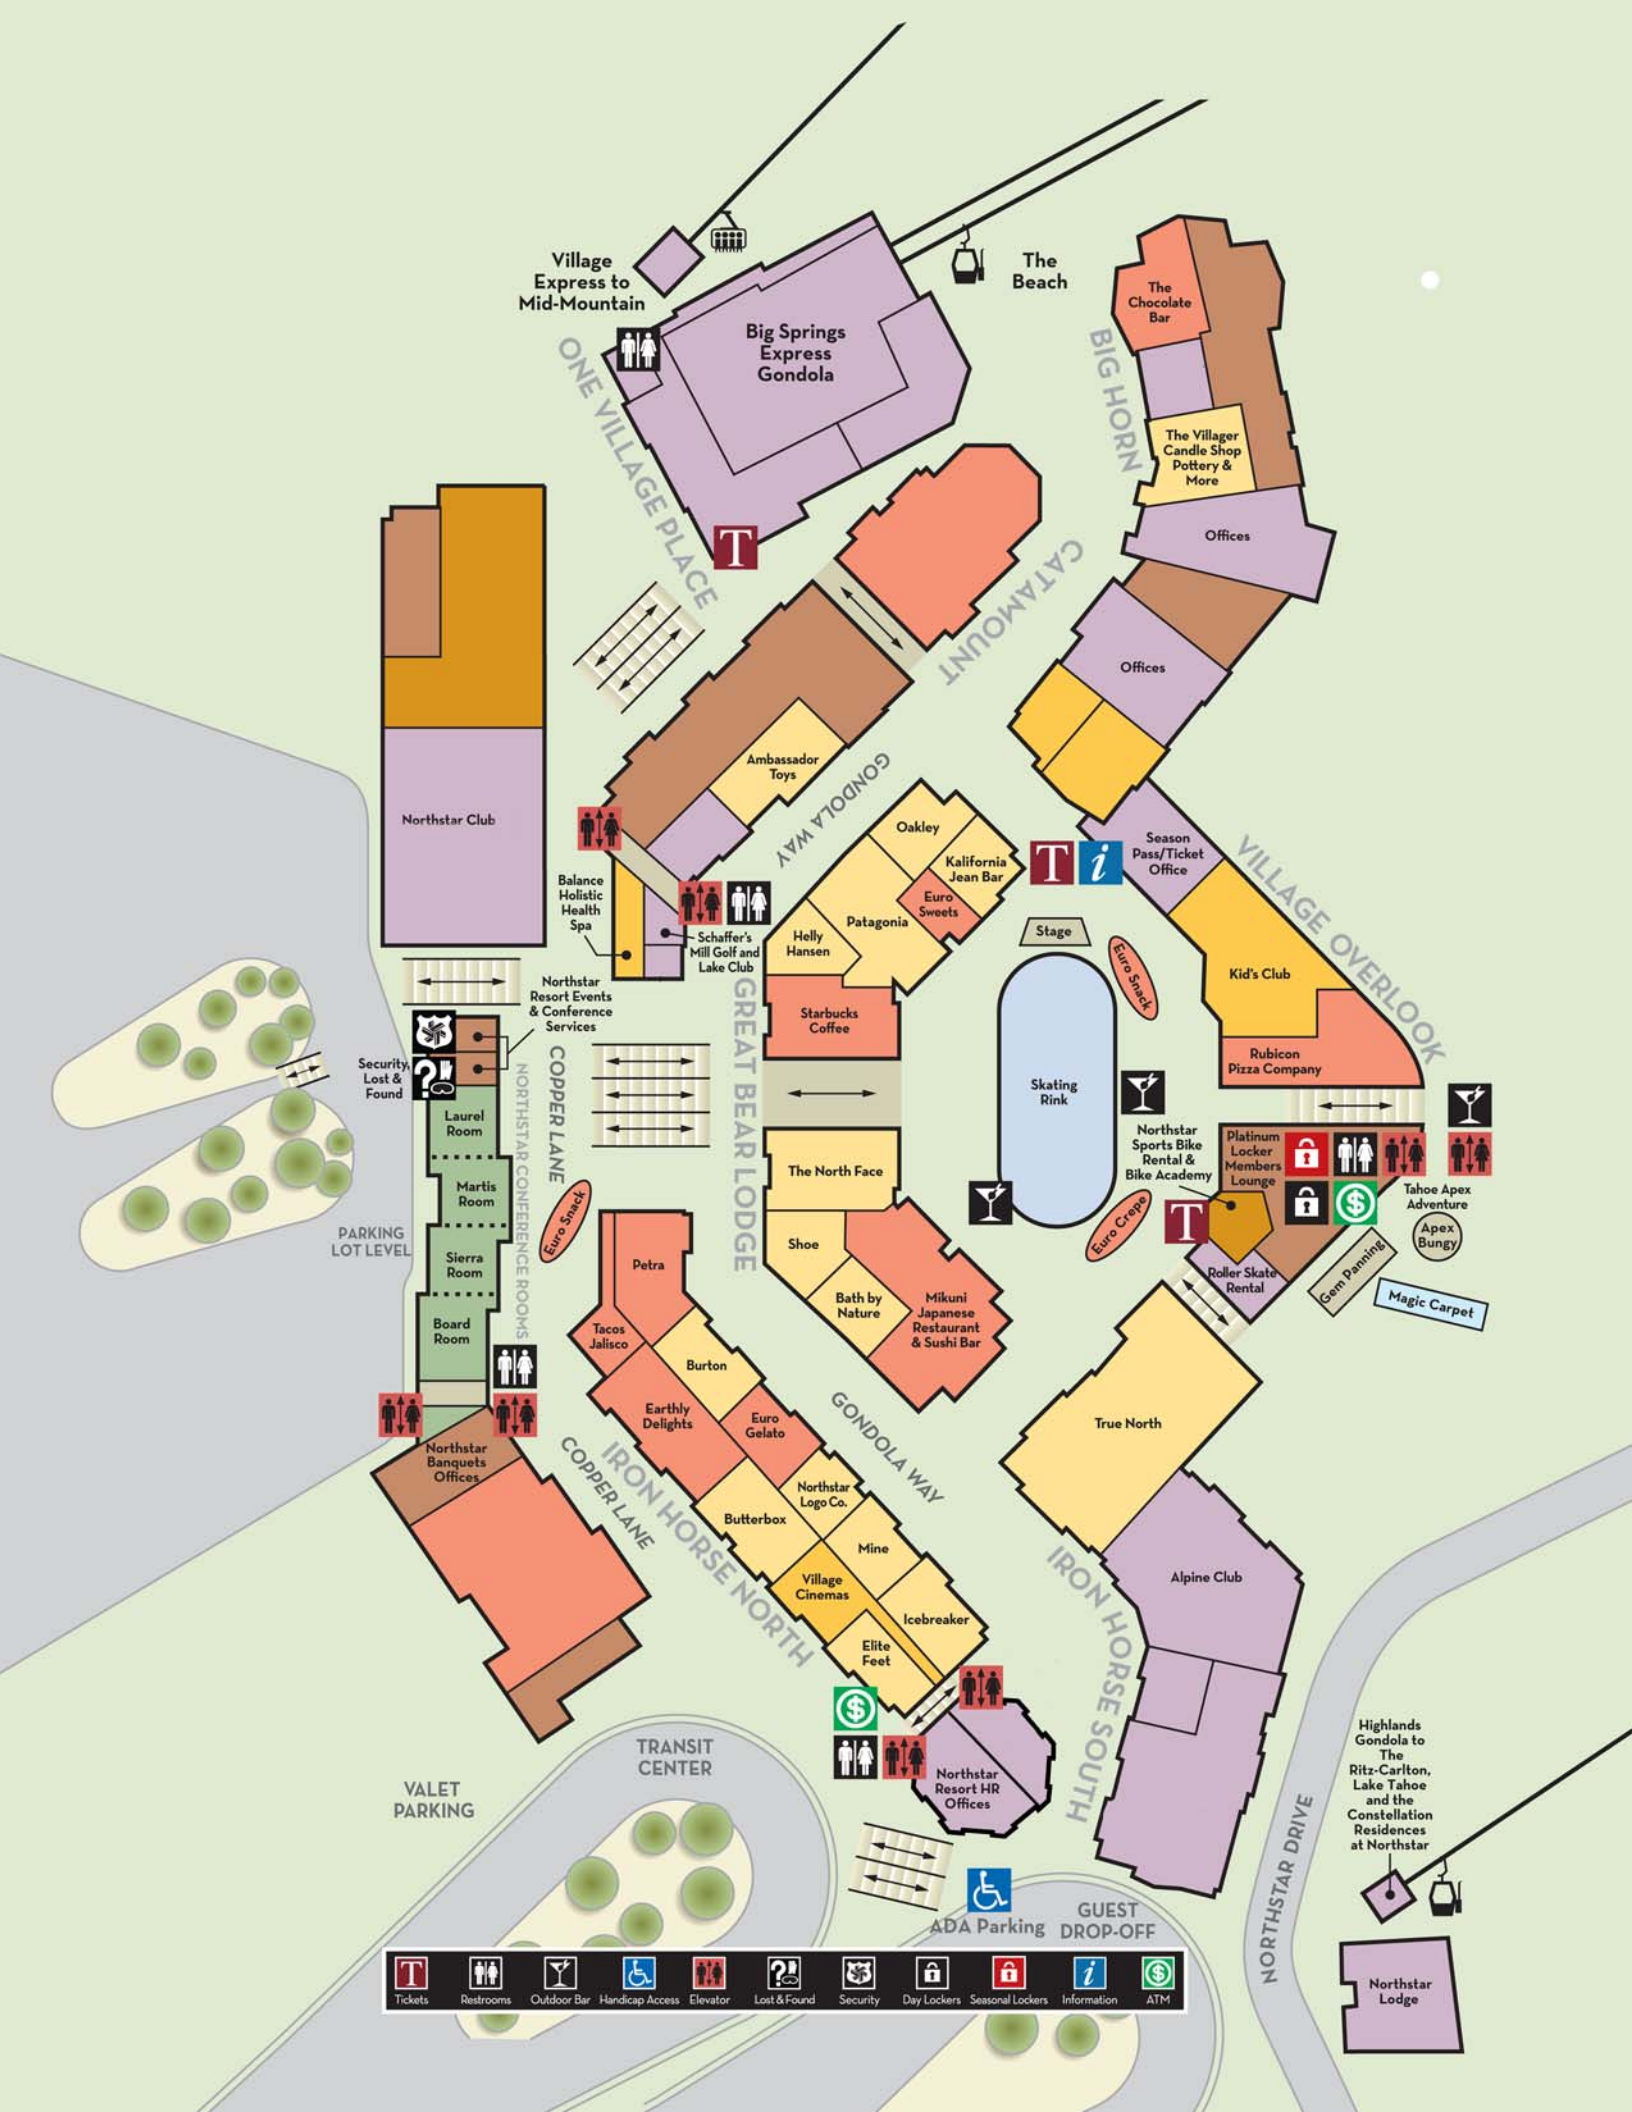 Village
Express to
Mid-Mountain
The
Beach
Big Springs
Express
Gondola
The
Chocolate
Bar
ONE VILLAGE PLACE
BIG HORN
The Villager
Candle Shop
Pottery &
More
T
Offices
CATAMOUNT
Offices
Northstar Club
Ambassador
Toys
GONDOLA WAY
Oakley
Kalifornia
Jean Bar
Euro
Sweets
Patagonia
Helly
Hansen
T
i
Season
Pass/Ticket
Office
VILLAGE OVERLOOK
Balance
Holistic
Health
Spa
Schaffer's
Mill Golf and
Lake Club
Stage
Euro Snack
Kid's Club
Northstar
Resort Events
& Conference
Services
Starbucks
Coffee
GREAT BEAR LODGE
Rubicon
Pizza Company
Security,
Lost &
Found
?
COPPER LANE
NORTHSTAR CONFERENCE ROOMS
Skating
Rink
Laurel
Room
Martis
Room
Sierra
Room
Board
Room
PARKING
LOT LEVEL
Euro Snack
The North Face
Northstar
Sports Bike
Rental &
Bike Academy
Platinum
Locker
Members
Lounge
$
Tahoe Apex
Adventure
Apex
Bungy
T
Euro Crepe
Roller Skate
Rental
Gem Panning
Magic Carpet
Shoe
Bath by
Nature
Mikuni
Japanese
Restaurant
& Sushi Bar
Petra
Tacos
Jalisco
Burton
Earthly
Delights
Euro
Gelato
GONDOLA WAY
True North
Northstar
Banquets
Offices
COPPER LANE
IRON HORSE NORTH
Northstar
Logo Co.
Butterbox
Mine
Village
Cinemas
Icebreaker
Elite
Feet
IRON HORSE SOUTH
Alpine Club
$
Northstar
Resort HR
Offices
TRANSIT
CENTER
VALET
PARKING
Highlands
Gondola to
The
Ritz-Carlton,
Lake Tahoe
and the
Constellation
Residences
at Northstar
NORTHSTAR DRIVE
ADA Parking
GUEST
DROP-OFF
Northstar
Lodge
T
?
i
$
Tickets
Restrooms
Outdoor Bar
Handicap Access
Elevator
Lost & Found
Security
Day Lockers
Seasonal Lockers
Information
ATM